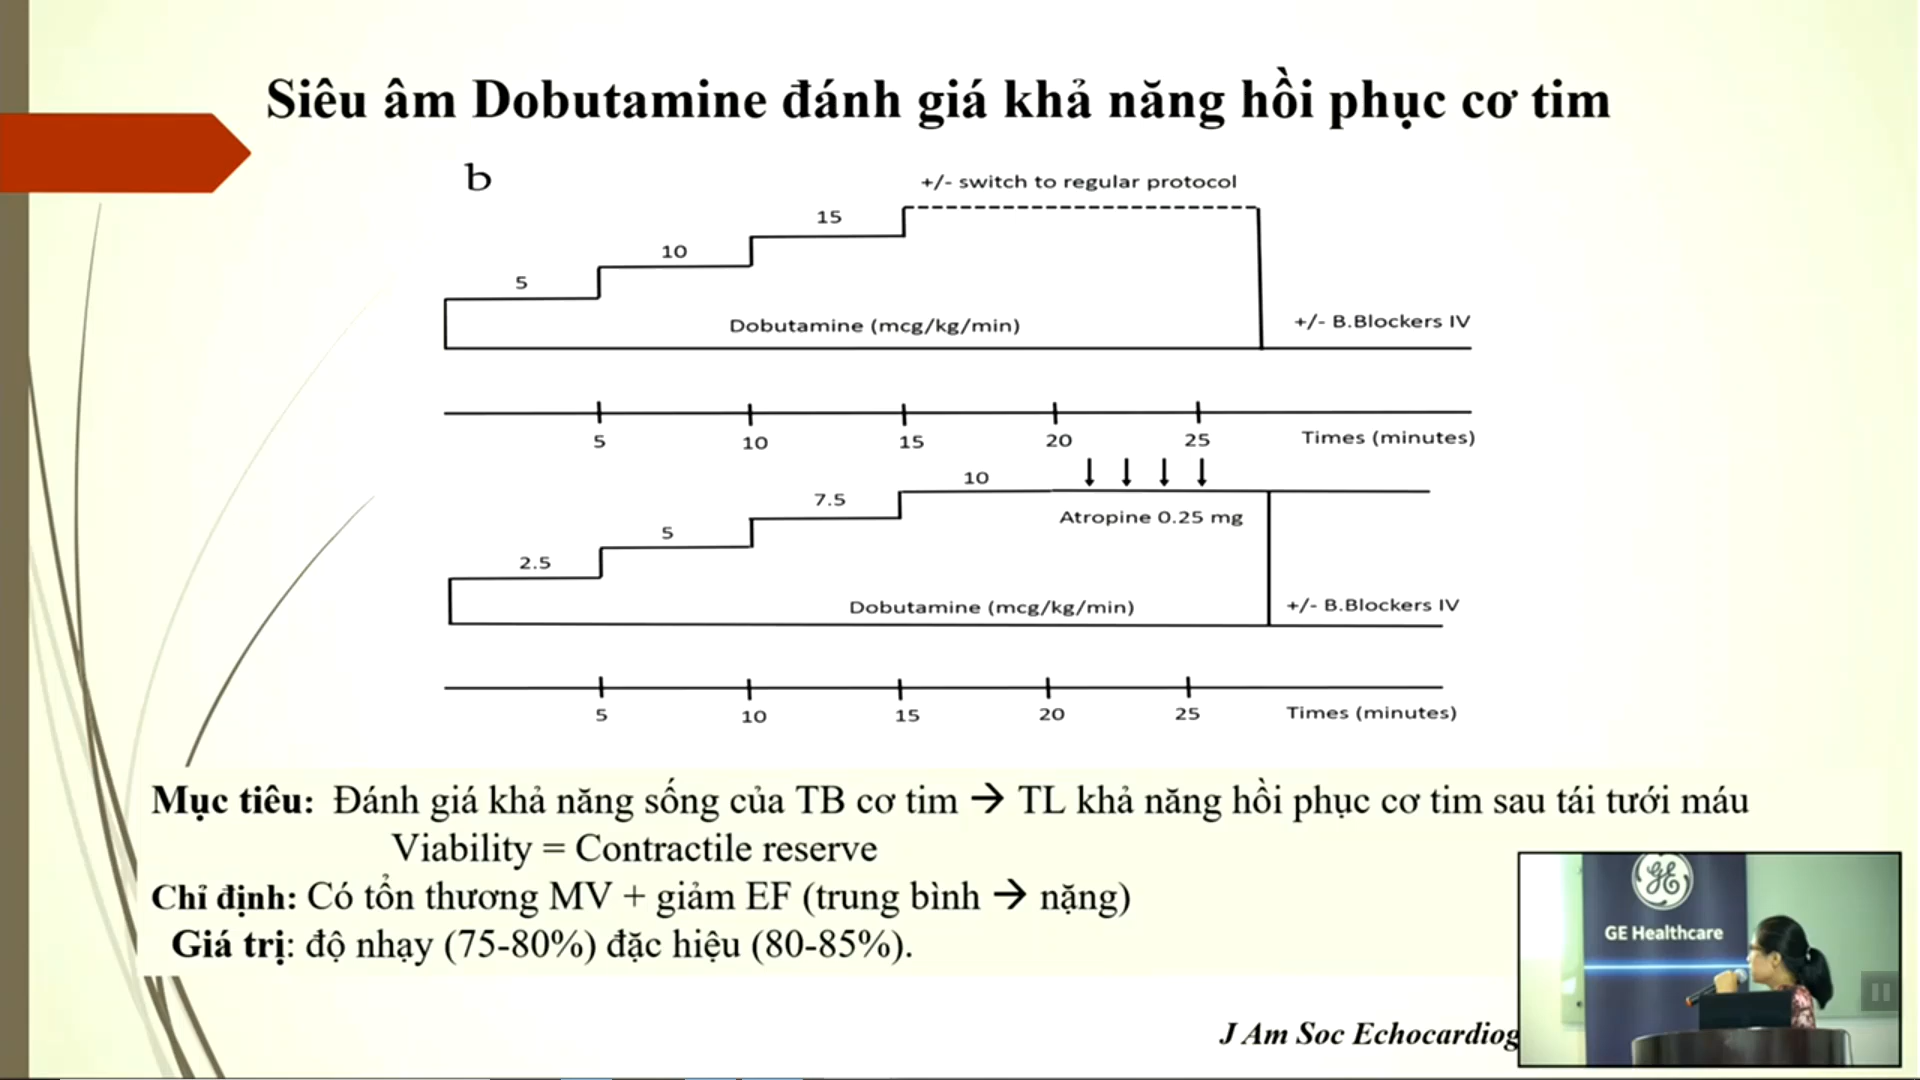 Siêu âm Dobutamine đánh giá khả năng hồi phục cơ tim
b
+/- switch to regular protocol
15
10
5
Dobutamine (mcg/kg/min)
+/- B.Blockers IV
5 10 15 20 25 Times (minutes)
10
7.5
5
2.5
Atropine 0.25 mg
Dobutamine (mcg/kg/min)
+/- B.Blockers IV
5 10 15 20 25 Times (minutes)
Mục tiêu: Đánh giá khả năng sống của TB cơ tim → TL khả năng hồi phục cơ tim sau tái tưới máu
Viability = Contractile reserve
Chỉ định: Có tổn thương MV + giảm EF (trung bình → nặng)
Giá trị: độ nhạy (75-80%) đặc hiệu (80-85%).
J Am Soc Echocardiog
GE
GE Healthcare